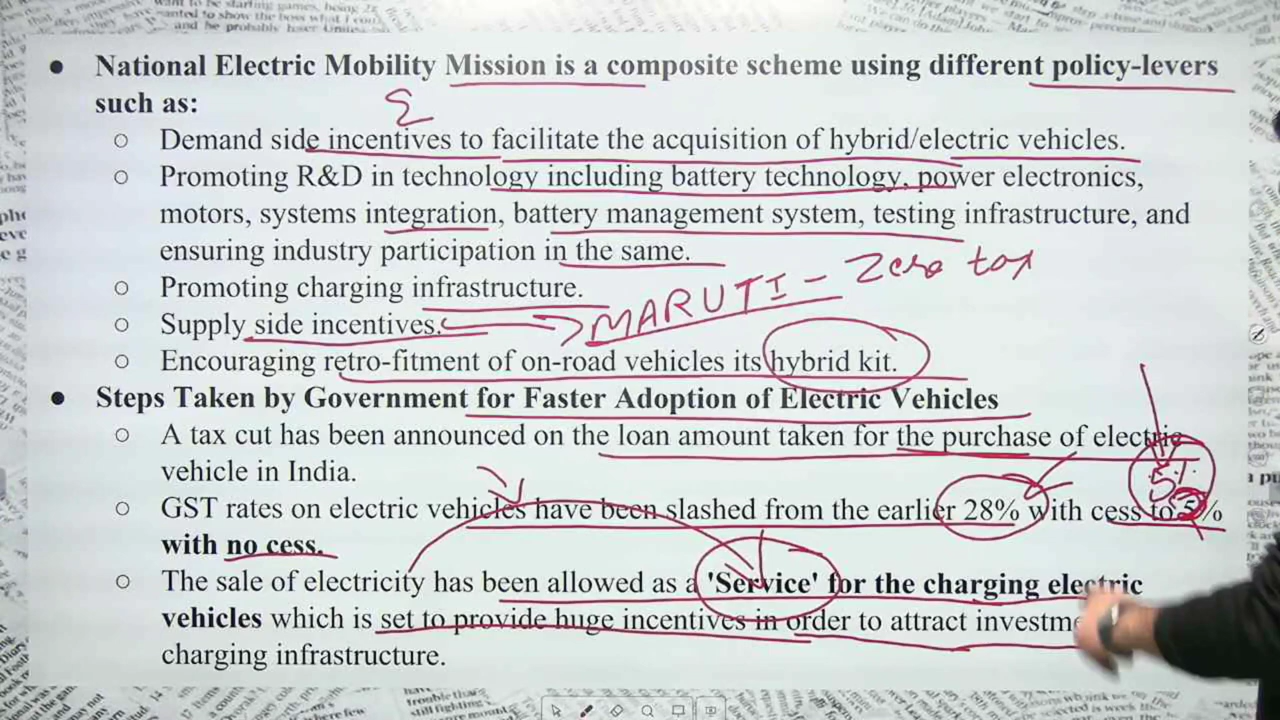 ● National Electric Mobility Mission is a composite scheme using different policy-levers
such as:
○ Demand side incentives to facilitate the acquisition of hybrid/electric vehicles.
○ Promoting R&D in technology including battery technology, power electronics,
motors, systems integration, battery management system, testing infrastructure, and
ensuring industry participation in the same.
○ Promoting charging infrastructure.
○ Supply side incentives.
MARUTI - Zero tax
○ Encouraging retro-fitment of on-road vehicles its hybrid kit.
● Steps Taken by Government for Faster Adoption of Electric Vehicles
○ A tax cut has been announced on the loan amount taken for the purchase of electric
vehicle in India.
5%
○ GST rates on electric vehicles have been slashed from the earlier 28% with cess to 5%
with no cess.
○ The sale of electricity has been allowed as a 'Service' for the charging electric
vehicles which is set to provide huge incentives in order to attract
charging infrastructure.